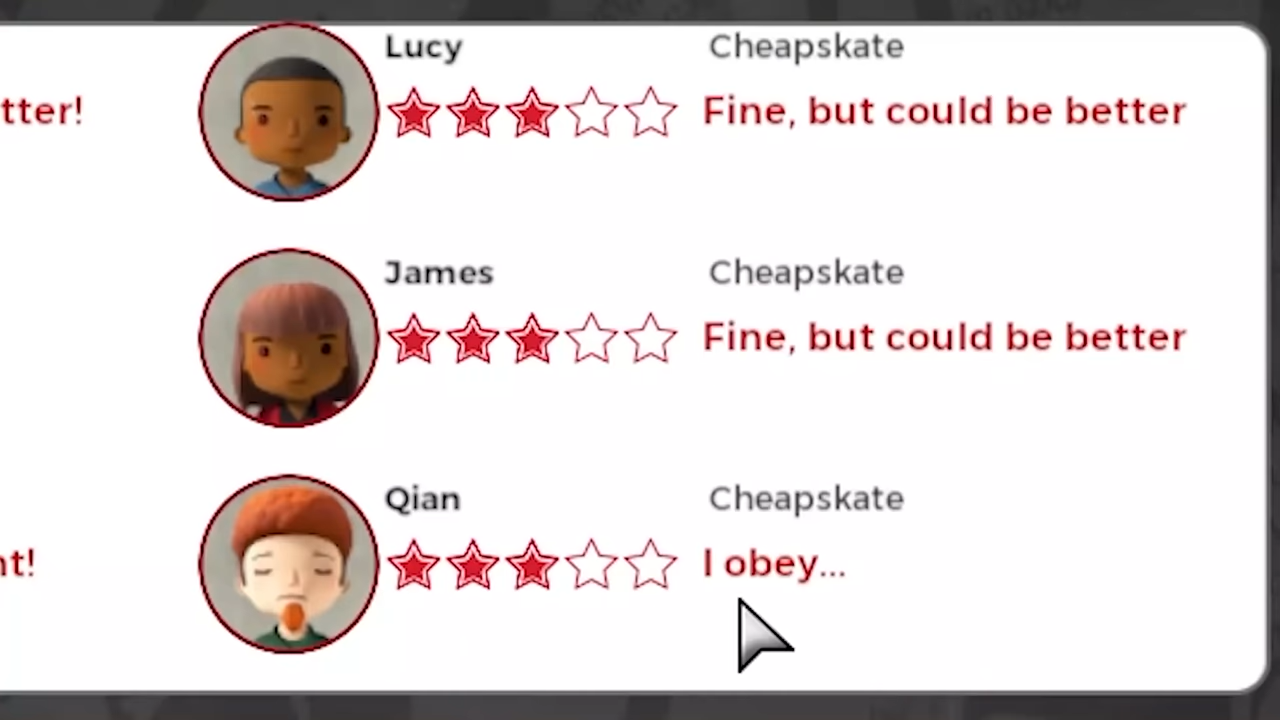 tter!
Lucy
Cheapskate
Fine, but could be better
James
Cheapskate
Fine, but could be better
nt!
Qian
Cheapskate
I obey...